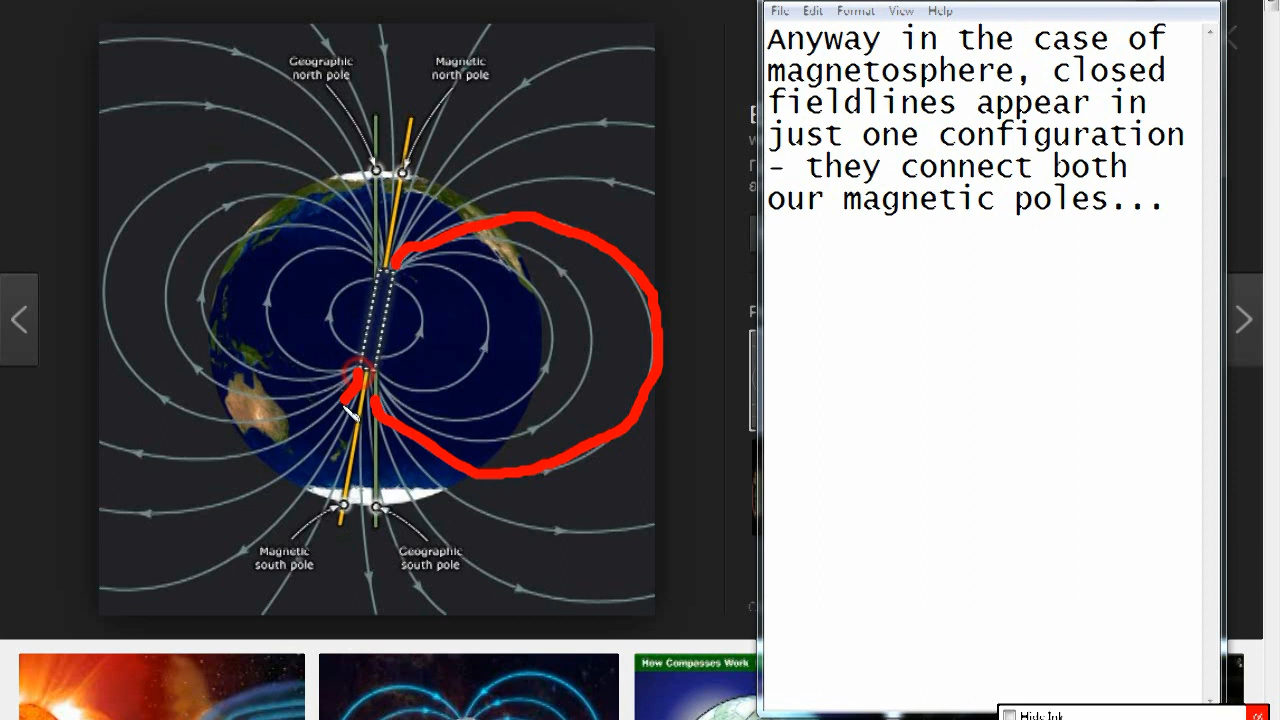 File Edit Format View Help
Anyway in the case of
magnetosphere, closed
fieldlines appear in
just one configuration
- they connect both
our magnetic poles...
Geographic
north pole
Magnetic
north pole
Magnetic
south pole
Geographic
south pole
How Compasses Work
Hide Ink